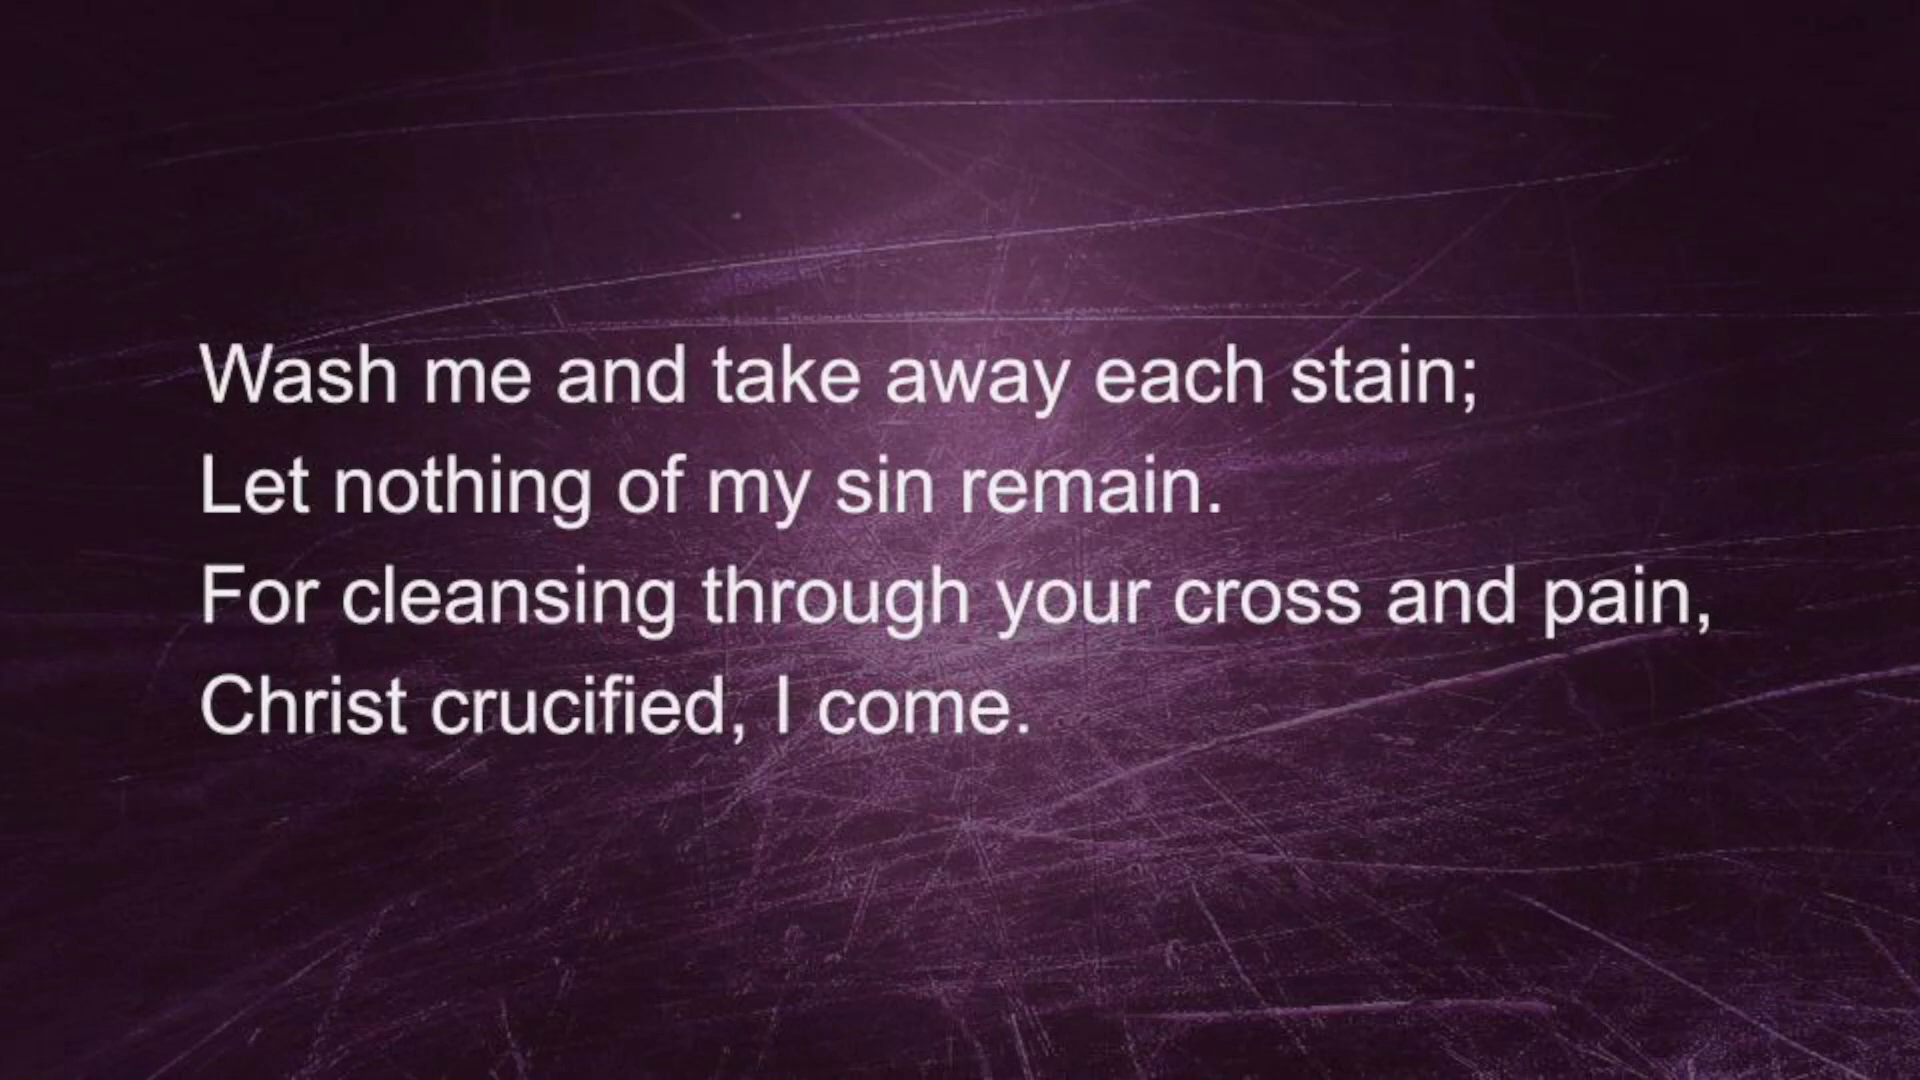 Wash me and take away each stain;
Let nothing of my sin remain.
For cleansing through your cross and pain,
Christ crucified, I come.